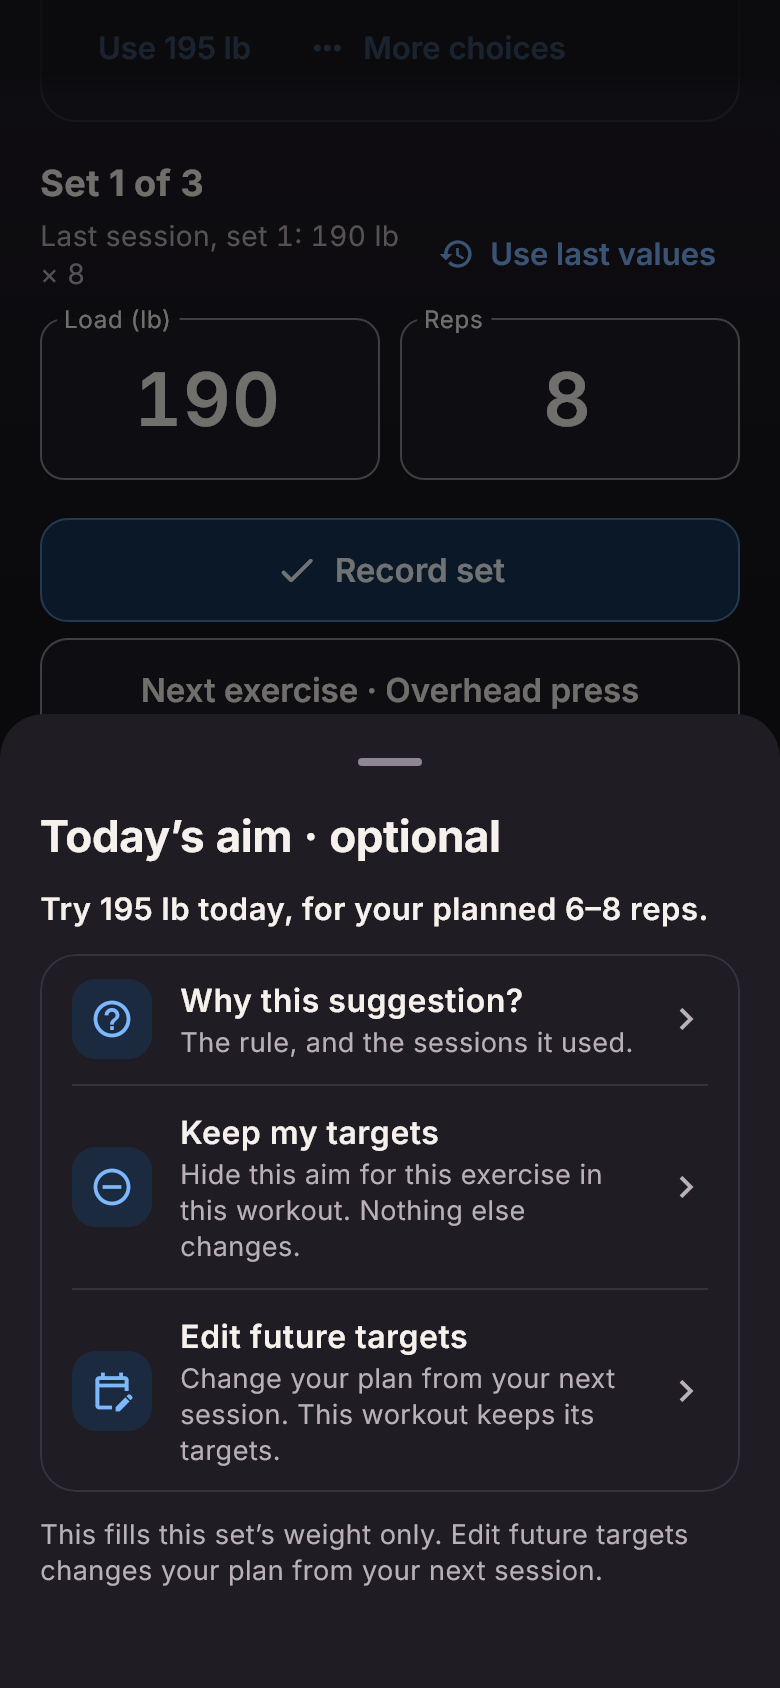 Use 195 lb
More choices
Set 1 of 3
Last session, set 1: 190 lb
× 8
Use last values
Load (lb)
Reps
190
8
Record set
Next exercise · Overhead press
Today’s aim · optional
Try 195 lb today, for your planned 6–8 reps.
Why this suggestion?
The rule, and the sessions it used.
Keep my targets
Hide this aim for this exercise in
this workout. Nothing else
changes.
Edit future targets
Change your plan from your next
session. This workout keeps its
targets.
This fills this set’s weight only. Edit future targets
changes your plan from your next session.